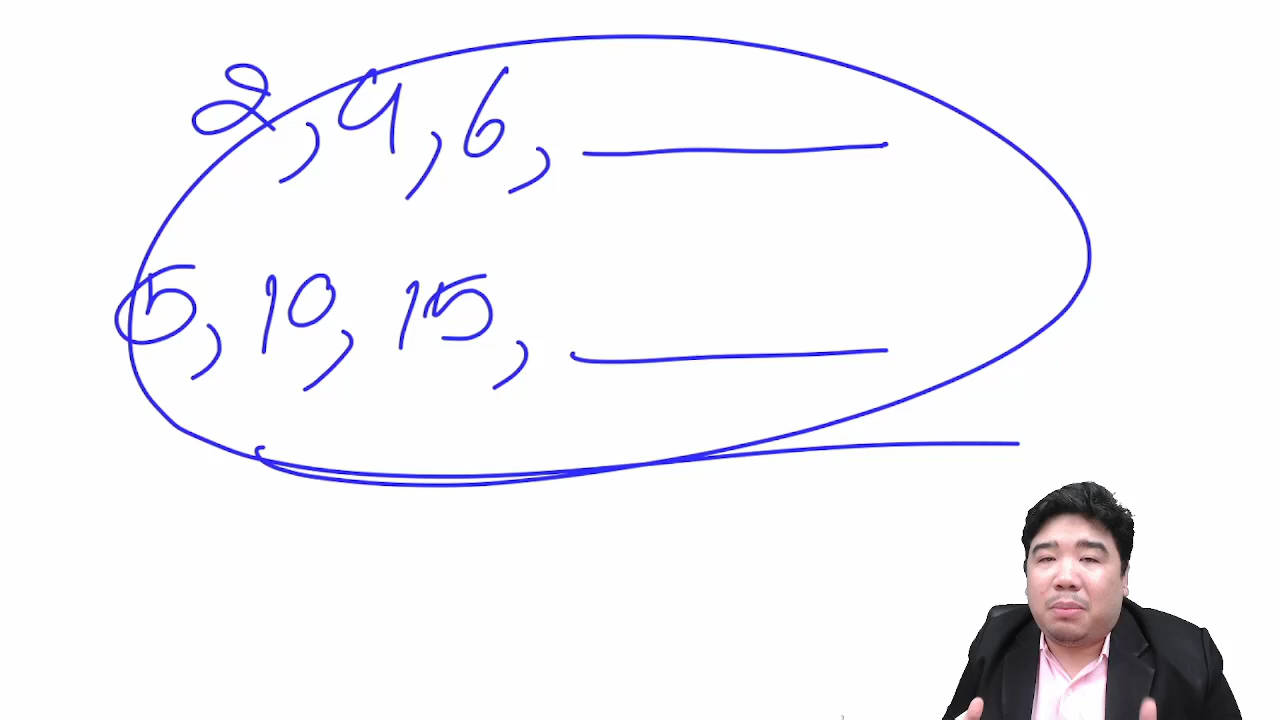 2, 4, 6, ______
5, 10, 15, ______